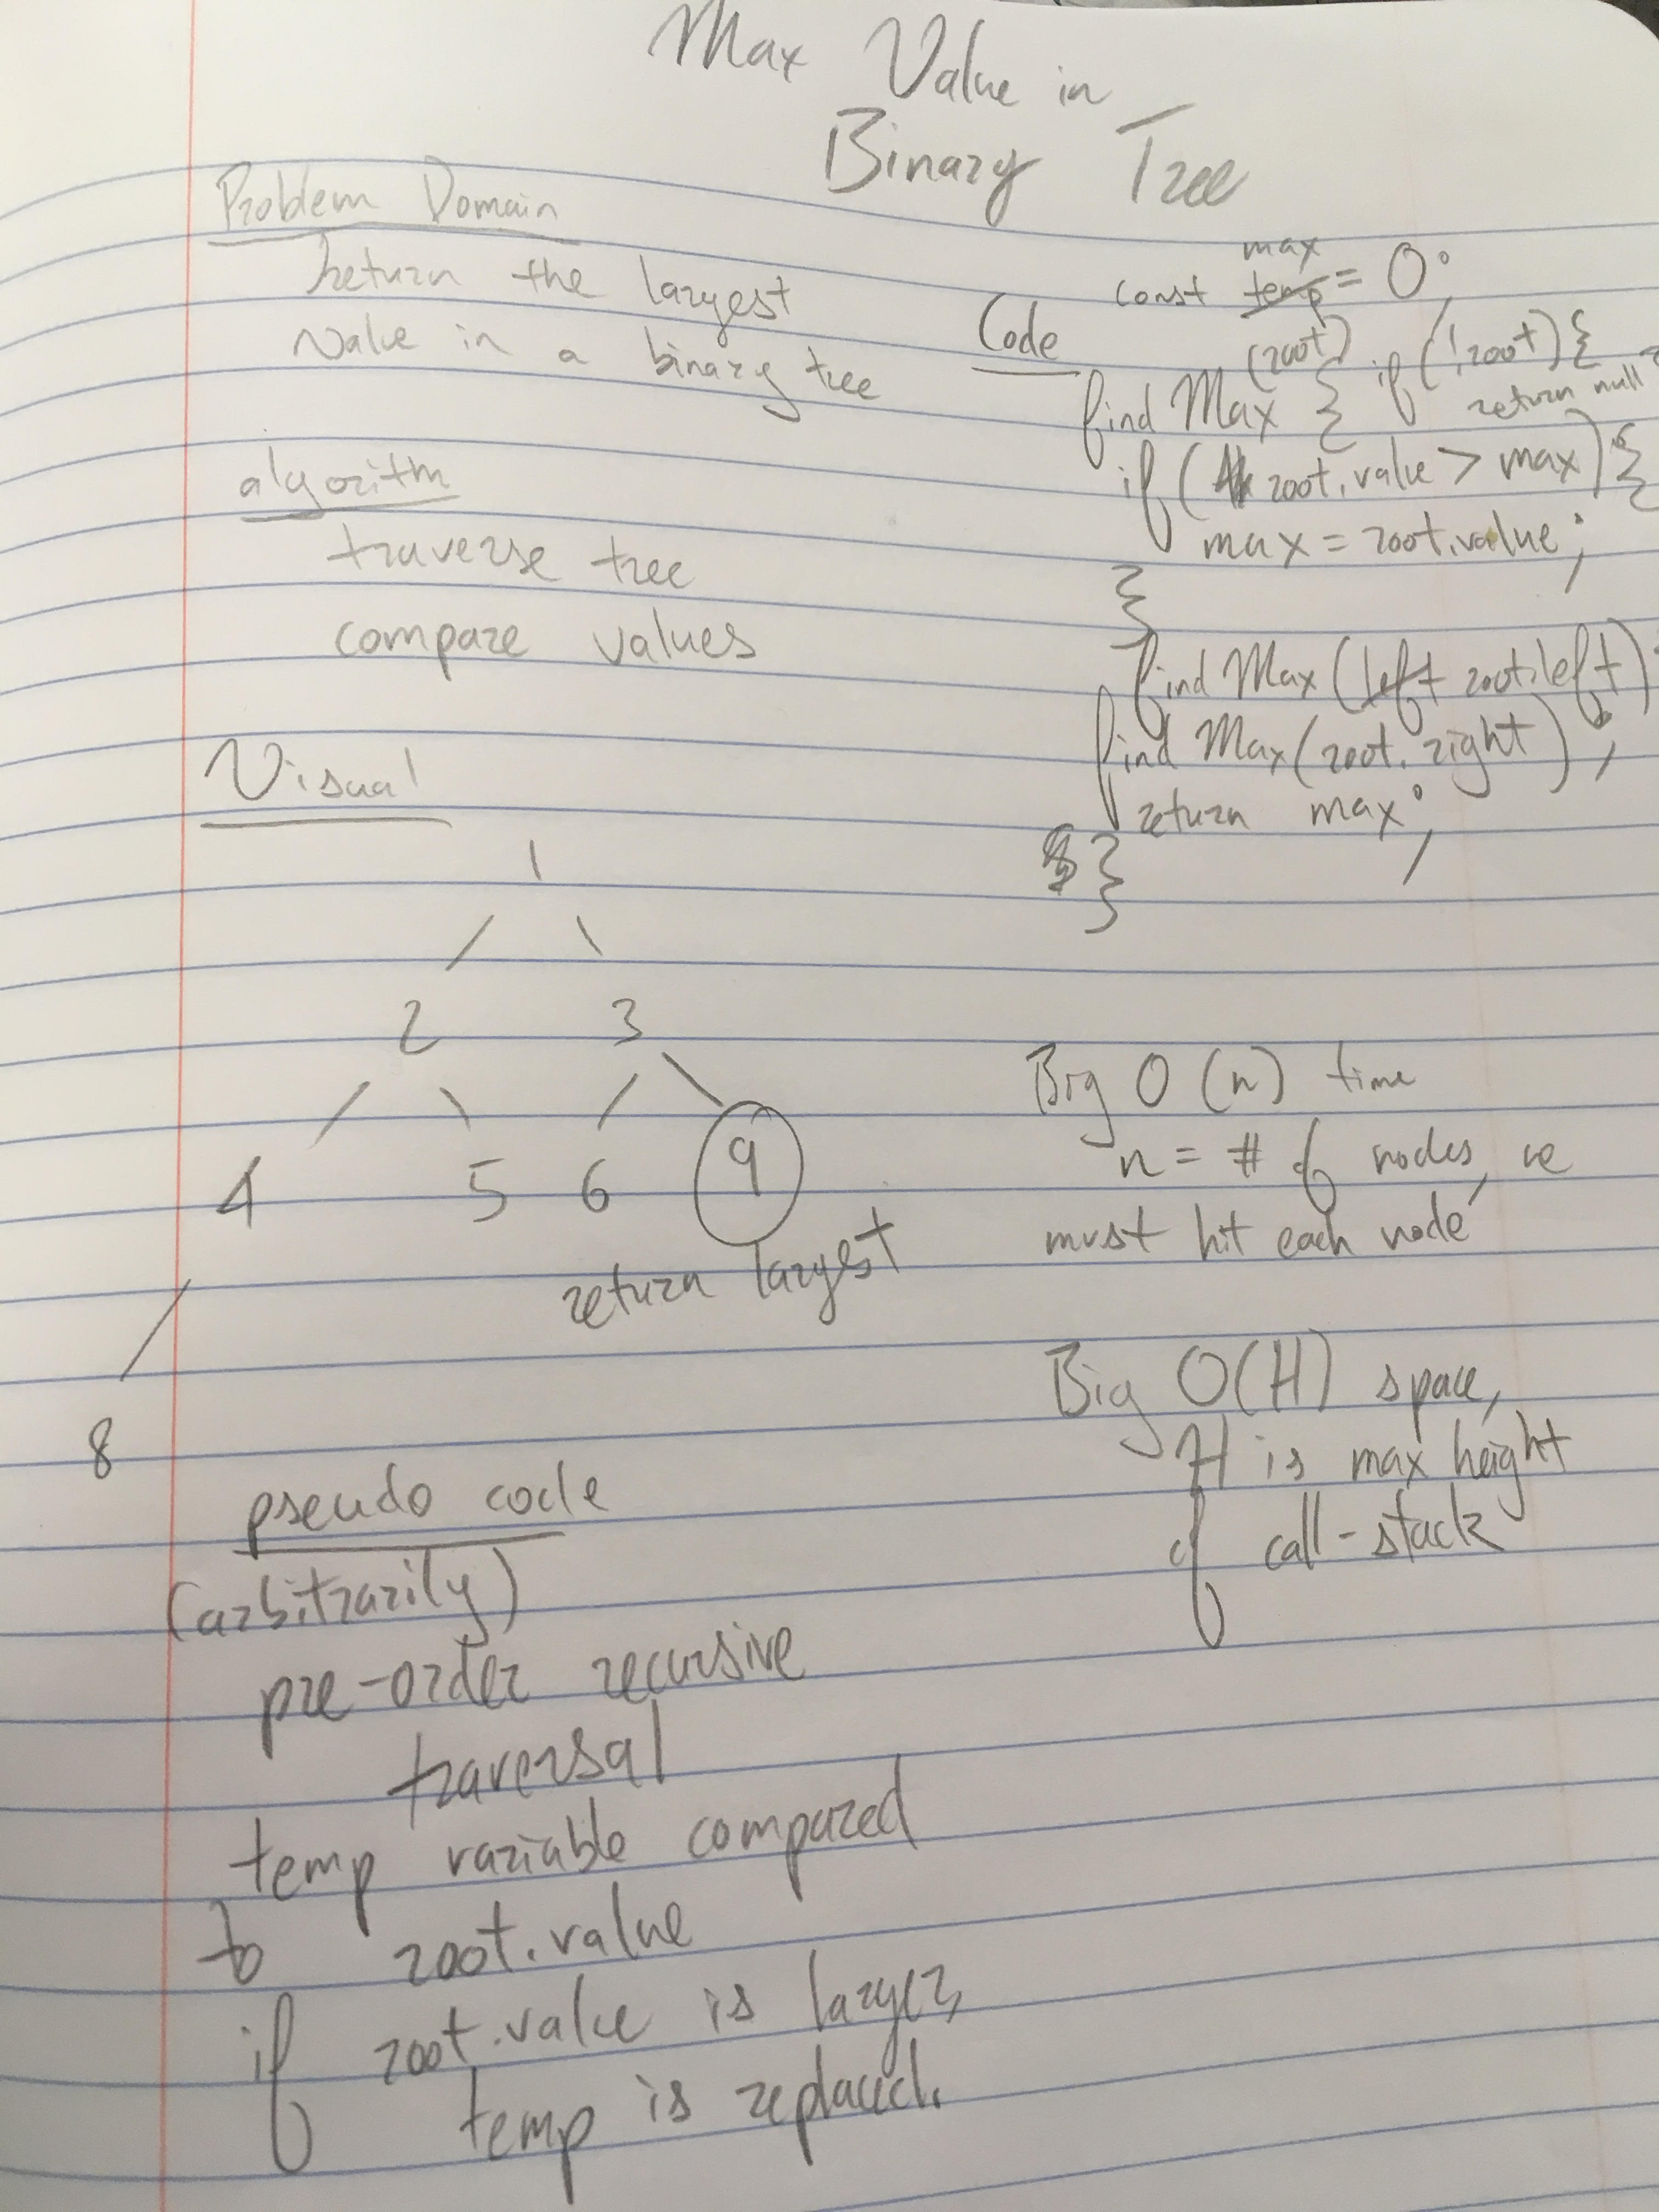 Max Value in
Binary Tree
Problem Domain
return the largest
value in a binary tree
algorithm
traverse tree
compare values
Visual
1
2 3
4 5 6 9
return largest
8
pseudo code
(arbitrarily)
pre-order recursive
traversal
temp variable compared
to root.value
if root.value is larger,
temp is replaced.
max
const temp = 0;
Code
(root)
find Max { if (!root) {
return null
if ( root.value > max) {
max = root.value;
}
find Max (left root.left)
find Max (root.right);
return max;
}
Big O (n) time
n = # of nodes, we
must hit each node
Big O(H) space,
H is max height
of call-stack